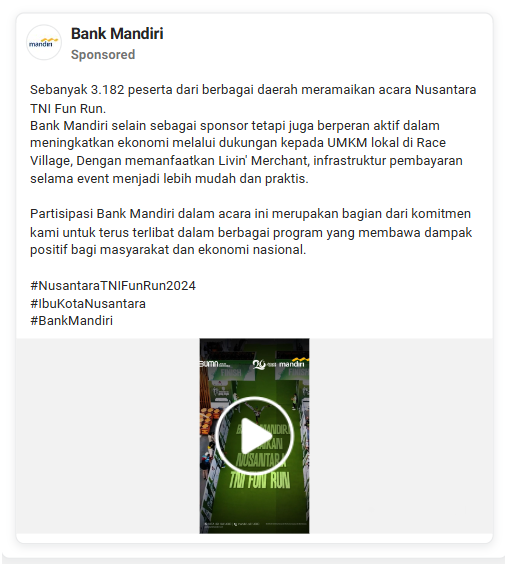 mandiri
Bank Mandiri
Sponsored
Sebanyak 3.182 peserta dari berbagai daerah meramaikan acara Nusantara
TNI Fun Run.
Bank Mandiri selain sebagai sponsor tetapi juga berperan aktif dalam
meningkatkan ekonomi melalui dukungan kepada UMKM lokal di Race
Village, Dengan memanfaatkan Livin' Merchant, infrastruktur pembayaran
selama event menjadi lebih mudah dan praktis.
Partisipasi Bank Mandiri dalam acara ini merupakan bagian dari komitmen
kami untuk terus terlibat dalam berbagai program yang membawa dampak
positif bagi masyarakat dan ekonomi nasional.
#NusantaraTNIFunRun2024
#IbuKotaNusantara
#BankMandiri
BUMN
mandiri
NUSANTARA
TNI FUN RUN